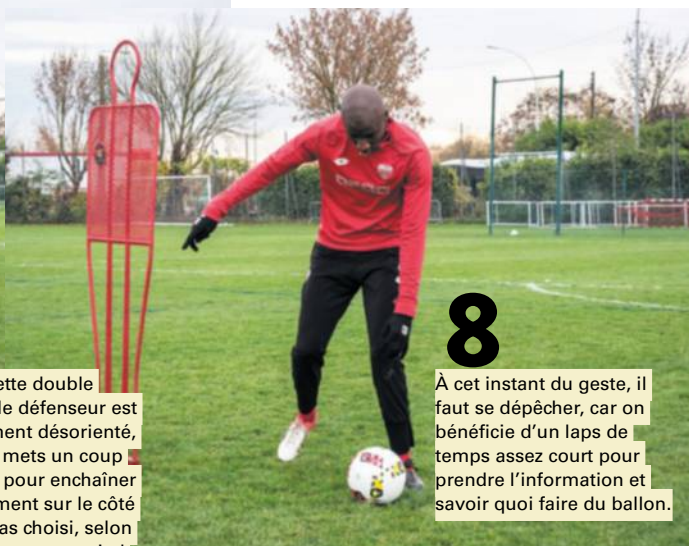 ette double
le défenseur est
ent désorienté,
mets un coup
pour enchaîner
ment sur le côté
as choisi, selon
8
À cet instant du geste, il
faut se dépêcher, car on
bénéficie d'un laps de
temps assez court pour
prendre l'information et
savoir quoi faire du ballon.